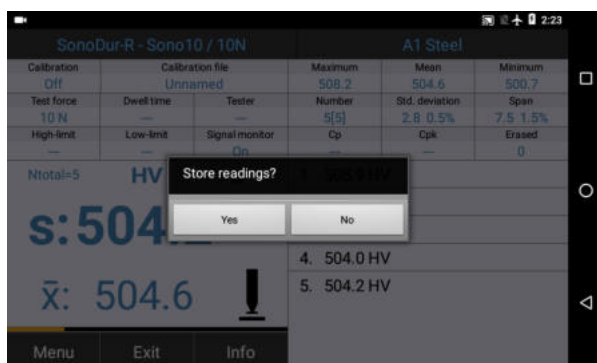 2:23
SonoDur-R - Sono10 / 10N
A1 Steel
Calibration Calibration file Maximum Mean Minimum
Off Unnamed 508.2 504.6 500.7
Test force Dwell time Tester Number Std. deviation Span
10 N --- --- 5[5] 2.8 0.5% 7.5 1.5%
High-limit Low-limit Signal monitor Cp Cpk Erased
--- --- On --- --- 0
Ntotal=5 HV
Store readings?
Yes No
s: 504.
4. 504.0 HV
5. 504.2 HV
x̄: 504.6
Menu Exit Info